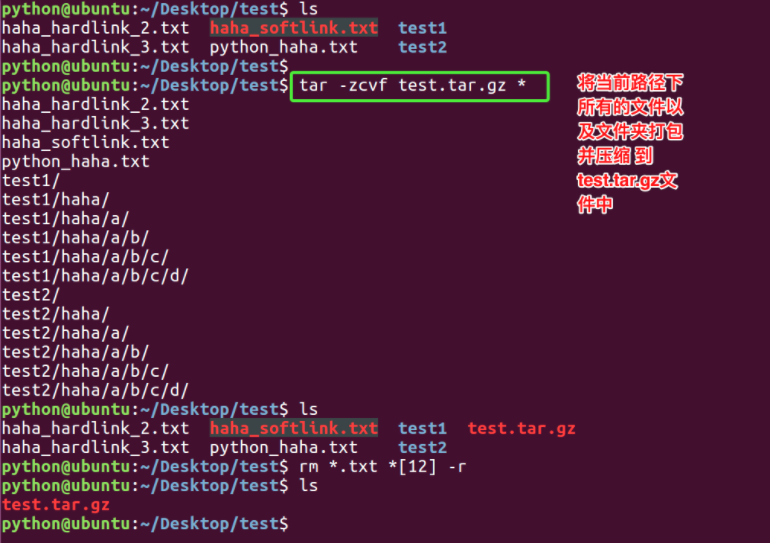 python@ubuntu:~/Desktop/test$ ls
haha_hardlink_2.txt haha_softlink.txt test1
haha_hardlink_3.txt python_haha.txt test2
python@ubuntu:~/Desktop/test$
python@ubuntu:~/Desktop/test$ tar -zcvf test.tar.gz *
haha_hardlink_2.txt
haha_hardlink_3.txt
haha_softlink.txt
python_haha.txt
test1/
test1/haha/
test1/haha/a/
test1/haha/a/b/
test1/haha/a/b/c/
test1/haha/a/b/c/d/
test2/
test2/haha/
test2/haha/a/
test2/haha/a/b/
test2/haha/a/b/c/
test2/haha/a/b/c/d/
python@ubuntu:~/Desktop/test$ ls
haha_hardlink_2.txt haha_softlink.txt test1 test.tar.gz
haha_hardlink_3.txt python_haha.txt test2
python@ubuntu:~/Desktop/test$ rm *.txt *[12] -r
python@ubuntu:~/Desktop/test$ ls
test.tar.gz
python@ubuntu:~/Desktop/test$
将当前路径下
所有的文件以
及文件夹打包
并压缩 到
test.tar.gz文
件中